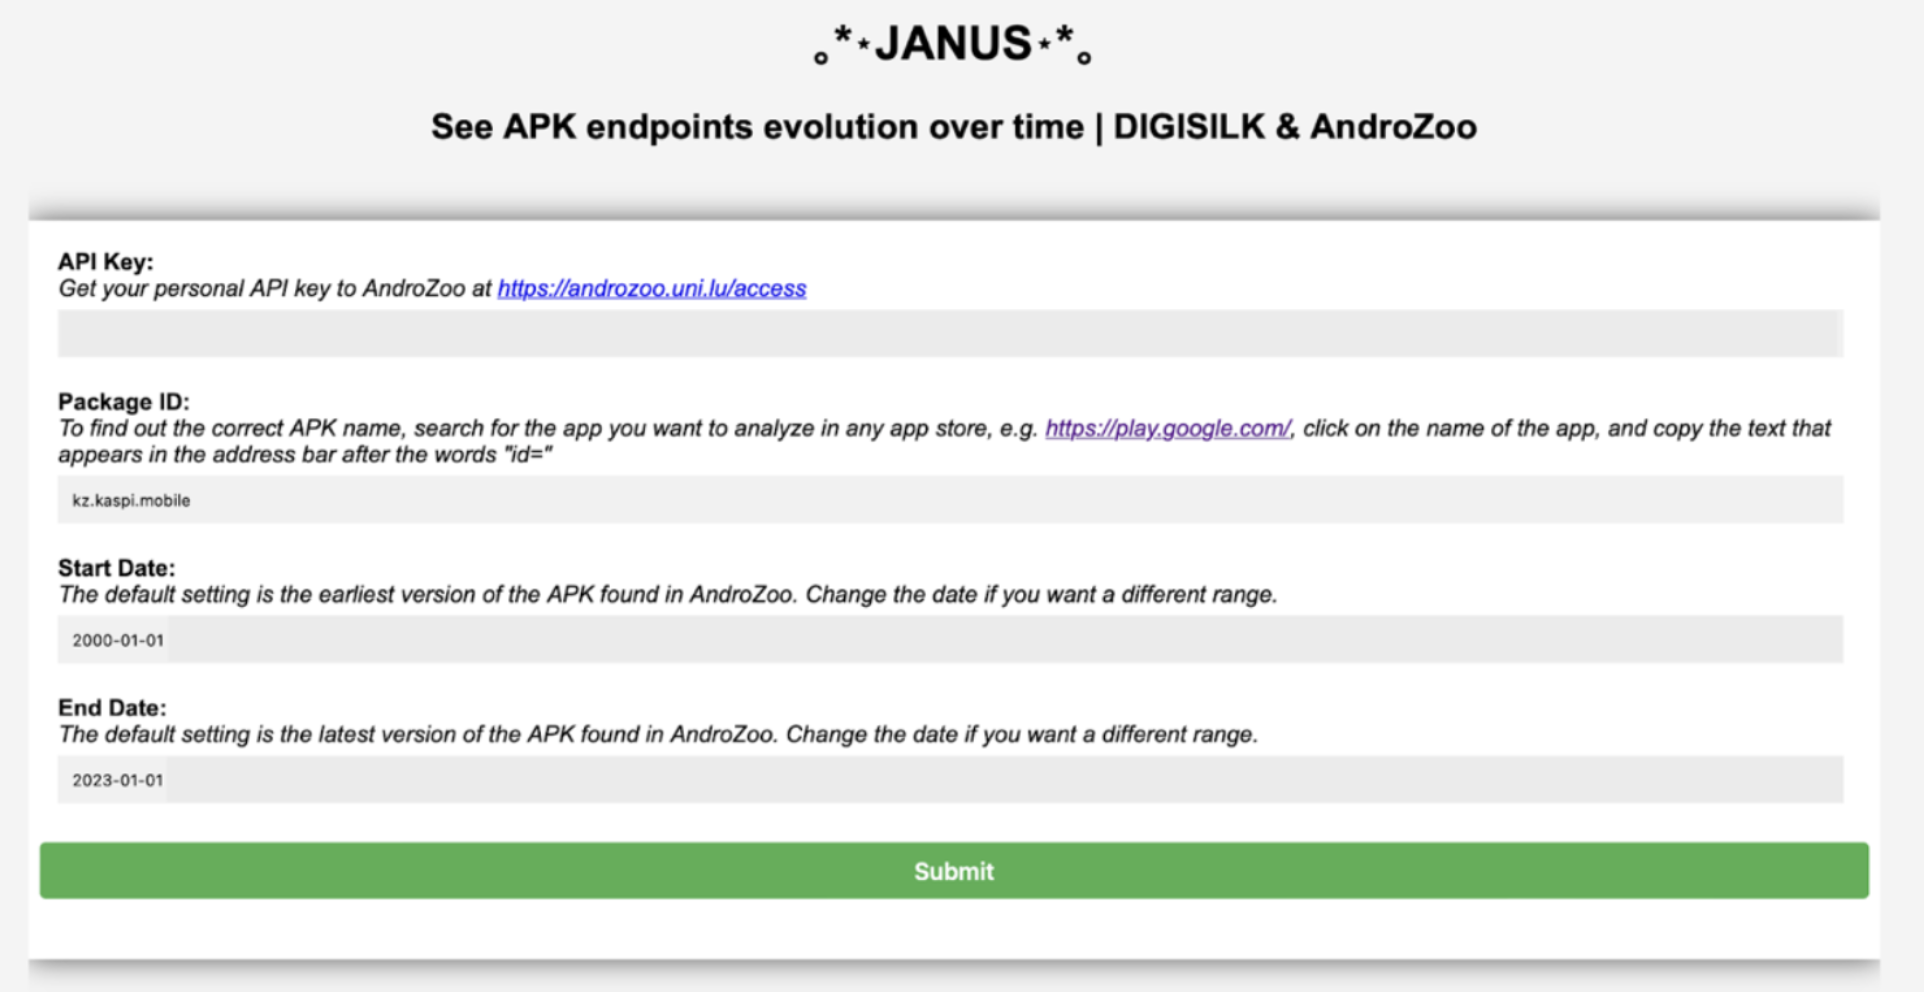 。*⋆JANUS⋆*。
See APK endpoints evolution over time | DIGISILK & AndroZoo
API Key:
Get your personal API key to AndroZoo at https://androzoo.uni.lu/access
Package ID:
To find out the correct APK name, search for the app you want to analyze in any app store, e.g. https://play.google.com/, click on the name of the app, and copy the text that
appears in the address bar after the words "id="
kz.kaspi.mobile
Start Date:
The default setting is the earliest version of the APK found in AndroZoo. Change the date if you want a different range.
2000-01-01
End Date:
The default setting is the latest version of the APK found in AndroZoo. Change the date if you want a different range.
2023-01-01
Submit